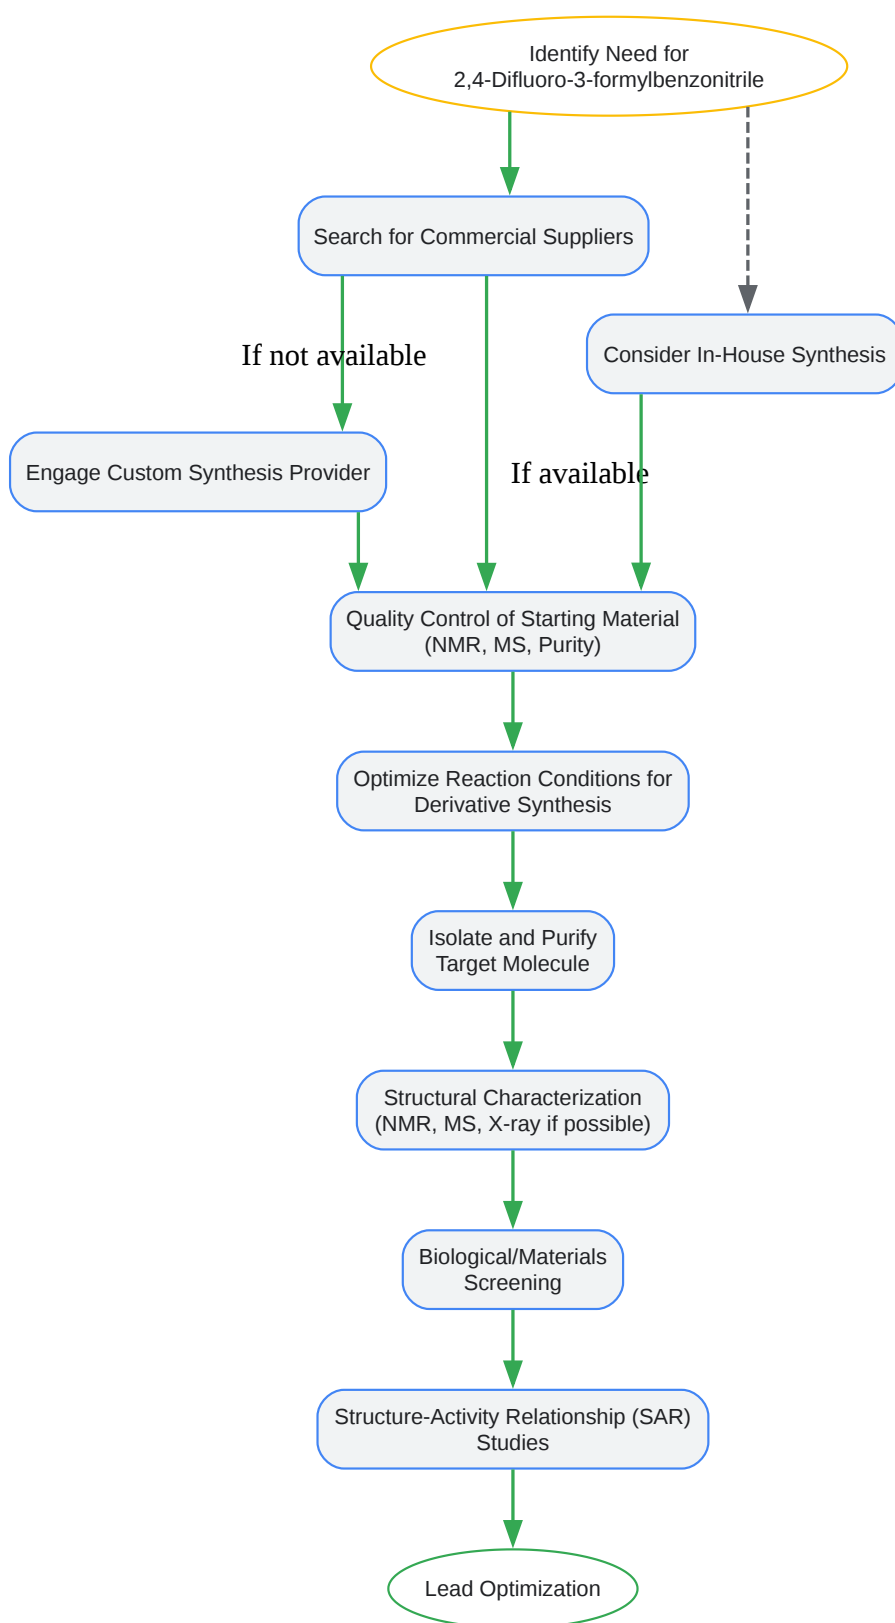 Identify Need for
2,4-Difluoro-3-formylbenzonitrile
Search for Commercial Suppliers
If not available
Consider In-House Synthesis
Engage Custom Synthesis Provider
If available
Quality Control of Starting Material
(NMR, MS, Purity)
Optimize Reaction Conditions for
Derivative Synthesis
Isolate and Purify
Target Molecule
Structural Characterization
(NMR, MS, X-ray if possible)
Biological/Materials
Screening
Structure-Activity Relationship (SAR)
Studies
Lead Optimization